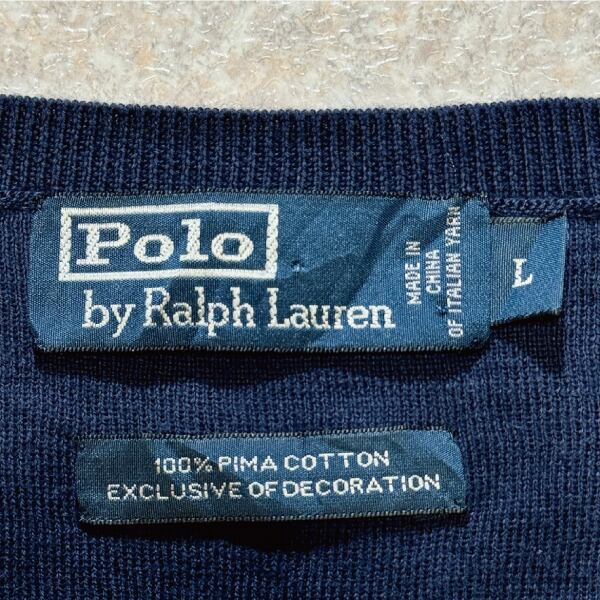 Polo
by Ralph Lauren
MADE IN
CHINA
OF ITALIAN YARN
L
100% PIMA COTTON
EXCLUSIVE OF DECORATION